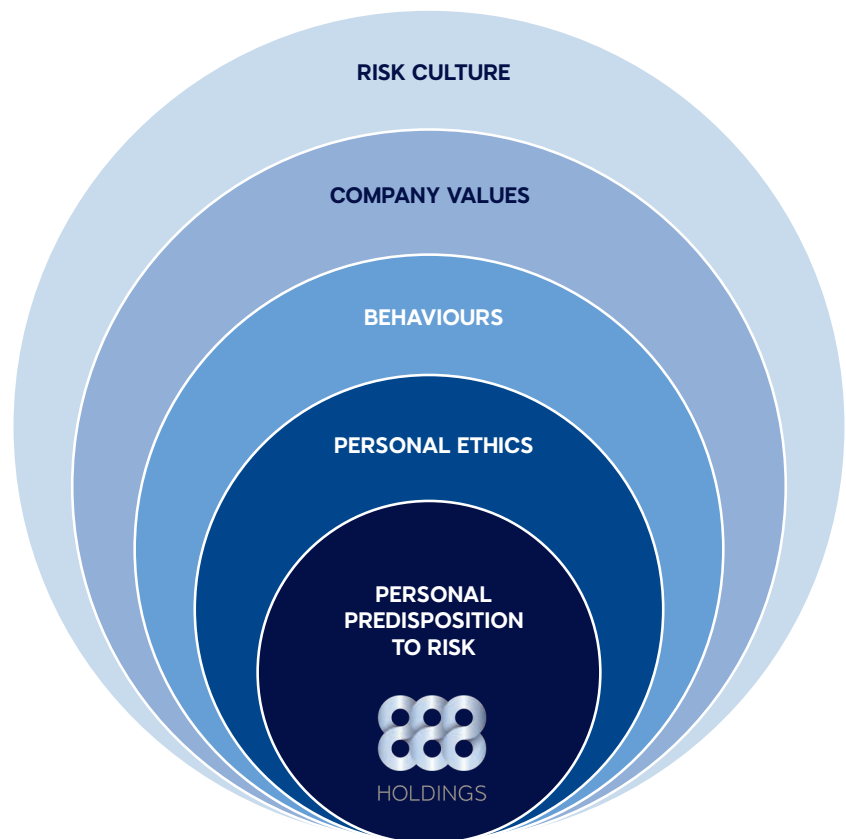 RISK CULTURE
COMPANY VALUES
BEHAVIOURS
PERSONAL ETHICS
PERSONAL
PREDISPOSITION
TO RISK
888
HOLDINGS